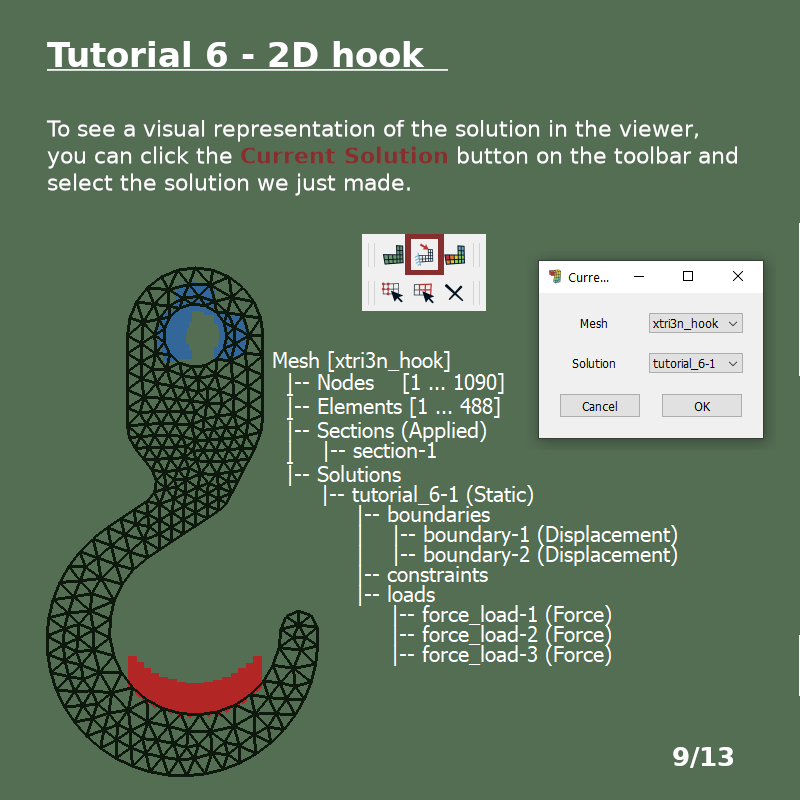 Tutorial 6 - 2D hook
To see a visual representation of the solution in the viewer,
you can click the Current Solution button on the toolbar and
select the solution we just made.
Curre...
Mesh xtri3n_hook
Solution tutorial_6-1
Cancel OK
Mesh [xtri3n_hook]
|-- Nodes [1 ... 1090]
|-- Elements [1 ... 488]
|-- Sections (Applied)
| |-- section-1
|-- Solutions
|-- tutorial_6-1 (Static)
|-- boundaries
| |-- boundary-1 (Displacement)
| |-- boundary-2 (Displacement)
|-- constraints
|-- loads
|-- force_load-1 (Force)
|-- force_load-2 (Force)
|-- force_load-3 (Force)
9/13